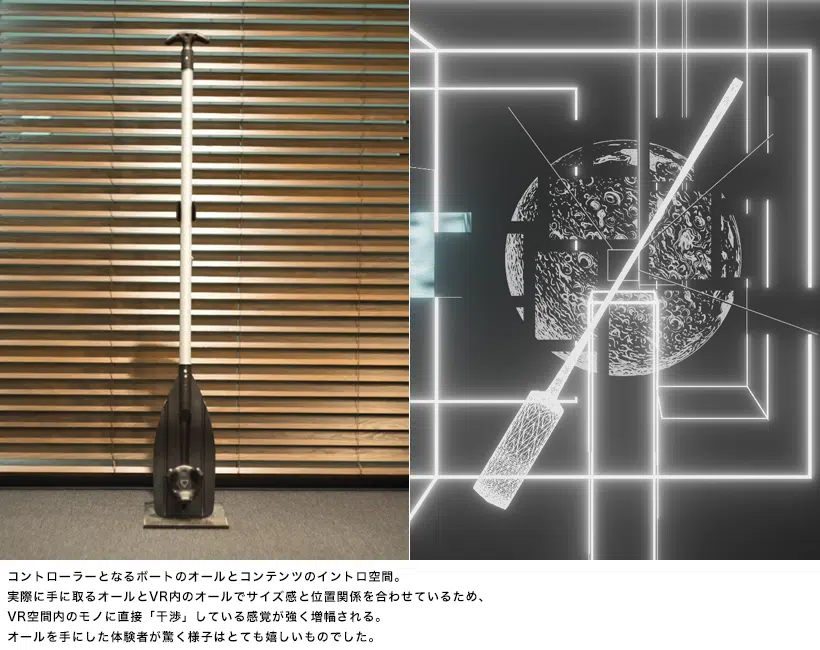 コントローラーとなるボートのオールとコンテンツのイントロ空間。
実際に手に取るオールとVR内のオールでサイズ感と位置関係を合わせているため、
VR空間内のモノに直接「干渉」している感覚が強く増幅される。
オールを手にした体験者が驚く様子はとても嬉しいものでした。